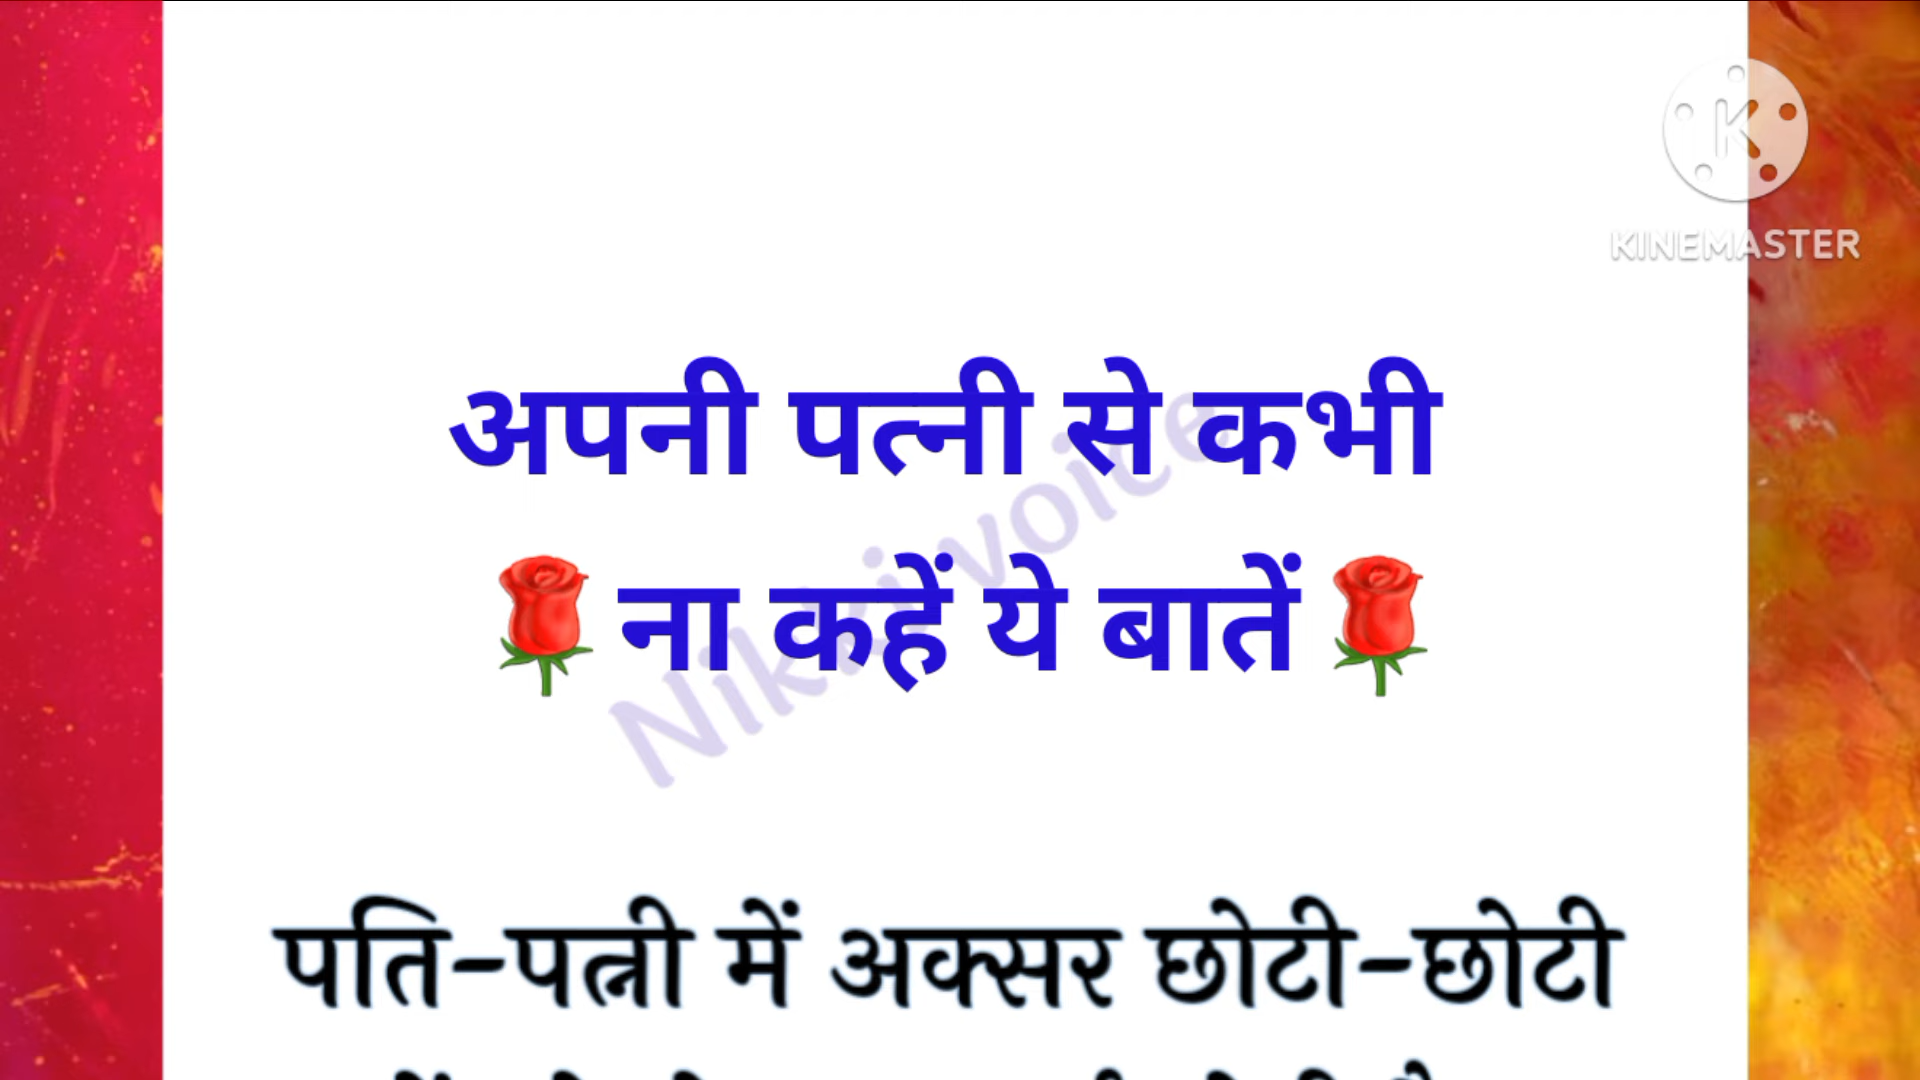 KINEMASTER
अपनी पत्नी से कभी
🌹ना कहें ये बातें🌹
Nikki voice
पति-पत्नी में अक्सर छोटी-छोटी